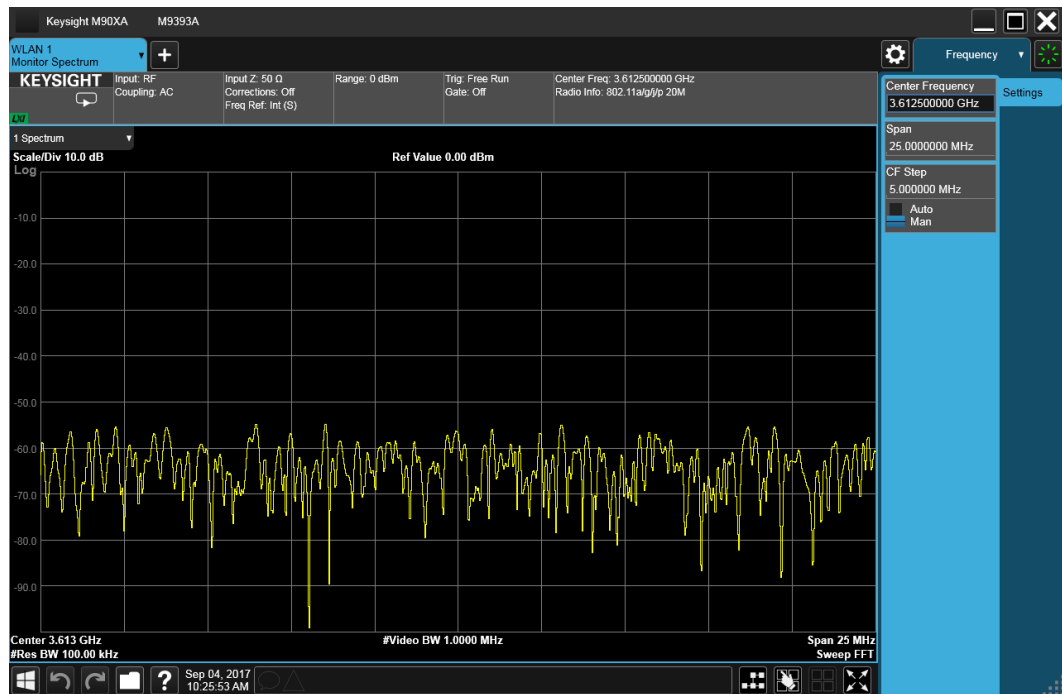 Keysight M90XA M9393A
WLAN 1
Monitor Spectrum
+
Frequency
KEYSIGHT
LXI
Input: RF
Coupling: AC
Input Z: 50 Ω
Corrections: Off
Freq Ref: Int (S)
Range: 0 dBm
Trig: Free Run
Gate: Off
Center Freq: 3.612500000 GHz
Radio Info: 802.11a/g/j/p 20M
Center Frequency
3.612500000 GHz
Settings
Span
25.0000000 MHz
CF Step
5.000000 MHz
Auto
Man
1 Spectrum
Scale/Div 10.0 dB
Ref Value 0.00 dBm
Log
-10.0
-20.0
-30.0
-40.0
-50.0
-60.0
-70.0
-80.0
-90.0
Center 3.613 GHz
#Video BW 1.0000 MHz
Span 25 MHz
#Res BW 100.00 kHz
Sweep FFT
?
Sep 04, 2017
10:25:53 AM